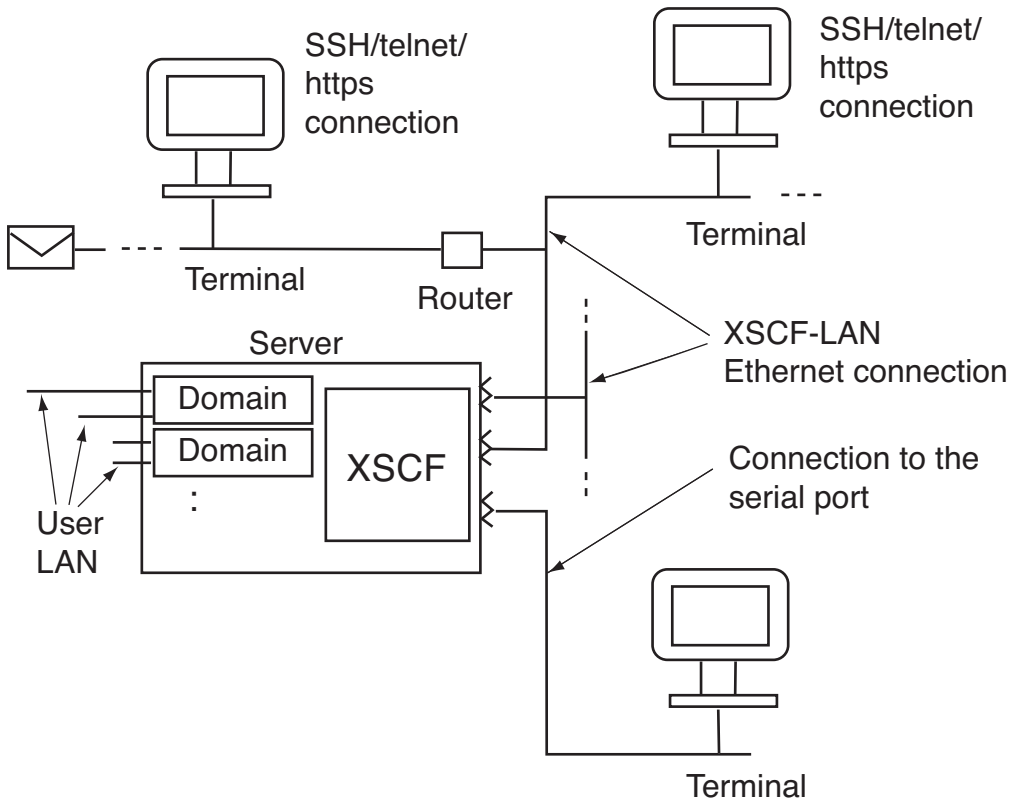 SSH/telnet/
https
connection
SSH/telnet/
https
connection
Terminal
Terminal
Router
Server
XSCF-LAN
Ethernet connection
Domain
Domain
XSCF
:
User
LAN
Connection to the
serial port
Terminal